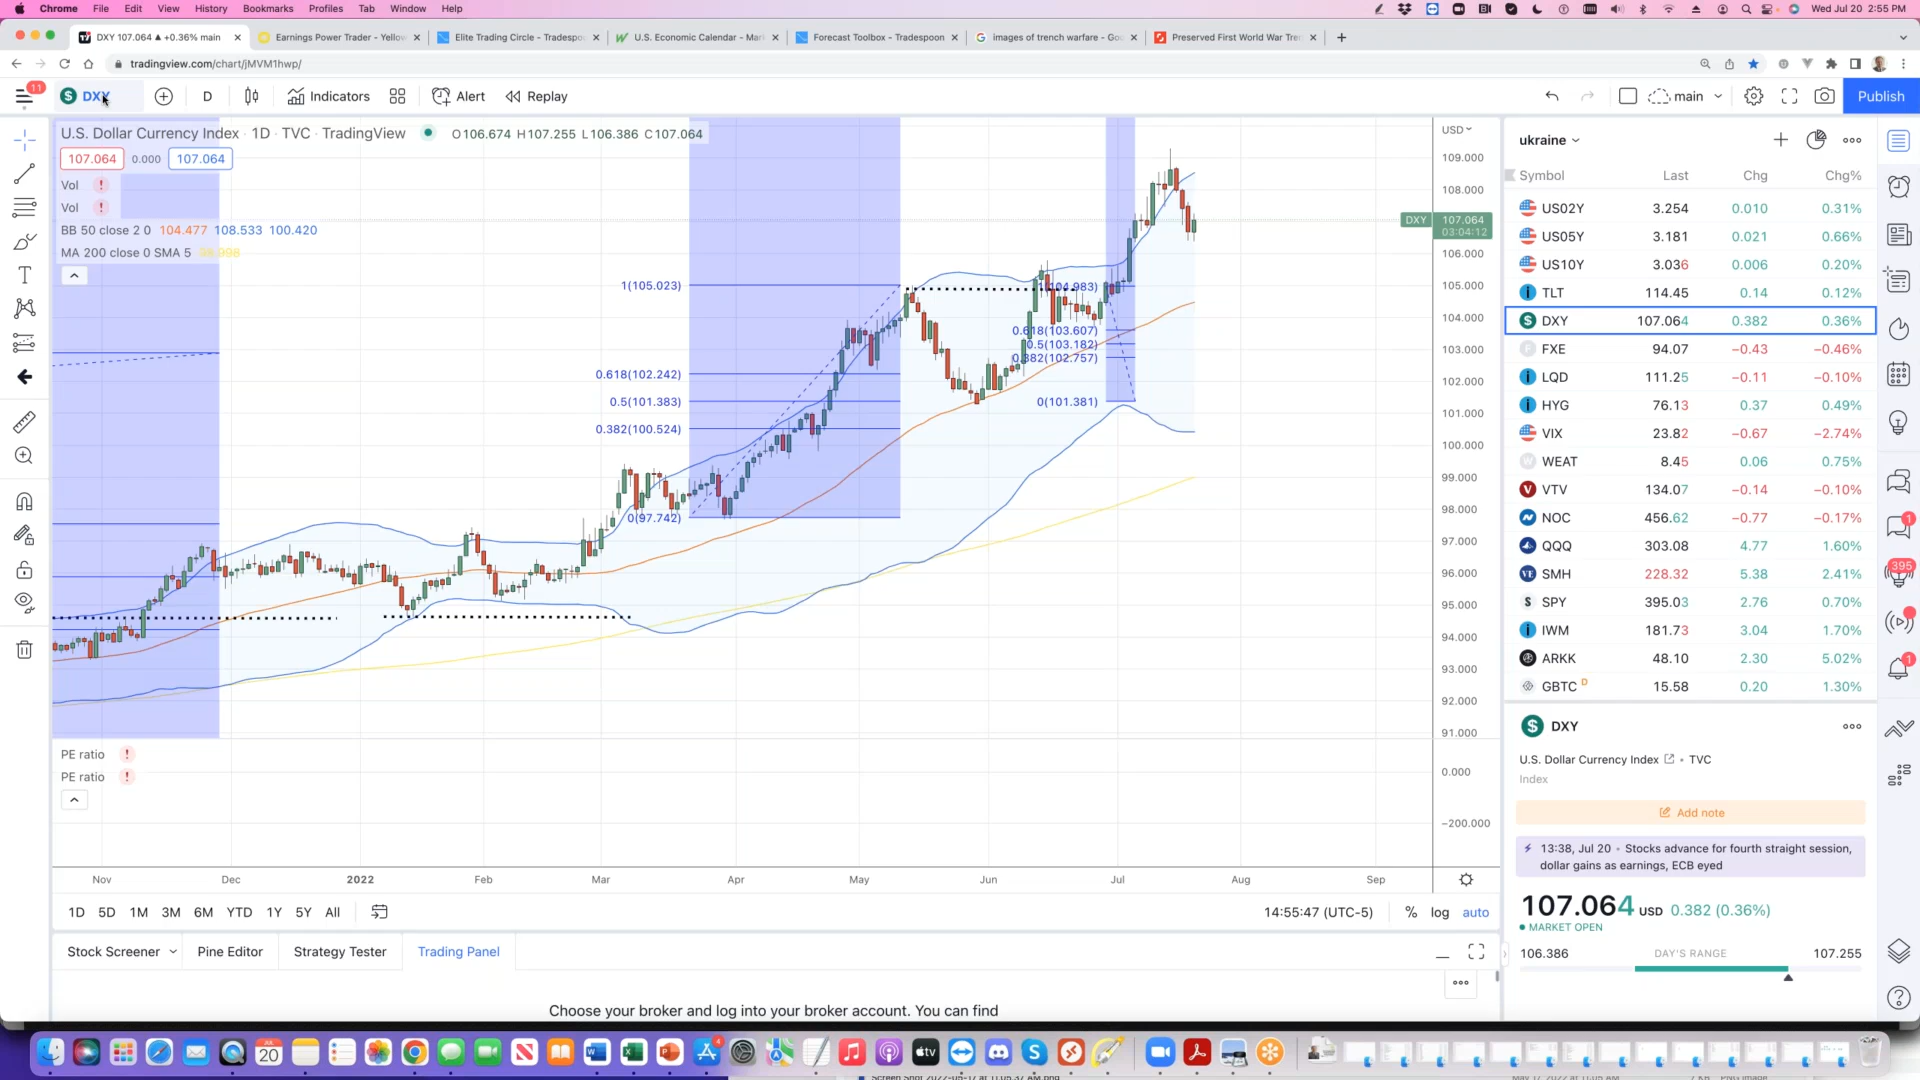 Chrome File Edit View History Bookmarks Profiles Tab Window Help Wed Jul 20 2:55 PM
DXY 107.064 ▲ +0.36% main Earnings Power Trader - Yellow Elite Trading Circle - Tradespo U.S. Economic Calendar - Mar Forecast Toolbox - Tradespoon images of trench warfare - Go Preserved First World War Tre
tradingview.com/chart/jMVM1hwp/
11 DXY D Indicators Alert Replay main Publish
U.S. Dollar Currency Index · 1D · TVC · TradingView O106.674 H107.255 L106.386 C107.064
107.064 0.000 107.064
Vol !
Vol !
BB 50 close 2 0 104.477 108.533 100.420
MA 200 close 0 SMA 5
1(105.023)
0.618(102.242)
0.5(101.383)
0.382(100.524)
0(97.742)
1(104.983)
0.618(103.607)
0.5(103.182)
0.382(102.757)
0(101.381)
USD
109.000
108.000
DXY 107.064
03:04:12
106.000
105.000
104.000
103.000
102.000
101.000
100.000
99.000
98.000
97.000
96.000
95.000
94.000
93.000
92.000
91.000
PE ratio !
PE ratio !
0.000
−200.000
Nov Dec 2022 Feb Mar Apr May Jun Jul Aug Sep
1D 5D 1M 3M 6M YTD 1Y 5Y All 14:55:47 (UTC-5) % log auto
Stock Screener Pine Editor Strategy Tester Trading Panel
Choose your broker and log into your broker account. You can find
ukraine
Symbol Last Chg Chg%
US02Y 3.254 0.010 0.31%
US05Y 3.181 0.021 0.66%
US10Y 3.036 0.006 0.20%
TLT 114.45 0.14 0.12%
DXY 107.064 0.382 0.36%
FXE 94.07 −0.43 −0.46%
LQD 111.25 −0.11 −0.10%
HYG 76.13 0.37 0.49%
VIX 23.82 −0.67 −2.74%
WEAT 8.45 0.06 0.75%
VTV 134.07 −0.14 −0.10%
NOC 456.62 −0.77 −0.17%
QQQ 303.08 4.77 1.60%
SMH 228.32 5.38 2.41%
SPY 395.03 2.76 0.70%
IWM 181.73 3.04 1.70%
ARKK 48.10 2.30 5.02%
GBTC D 15.58 0.20 1.30%
DXY
U.S. Dollar Currency Index • TVC
Index
Add note
13:38, Jul 20 • Stocks advance for fourth straight session,
dollar gains as earnings, ECB eyed
107.064 USD 0.382 (0.36%)
MARKET OPEN
106.386 DAY'S RANGE 107.255
1
395
1
JUL
20
tv
4